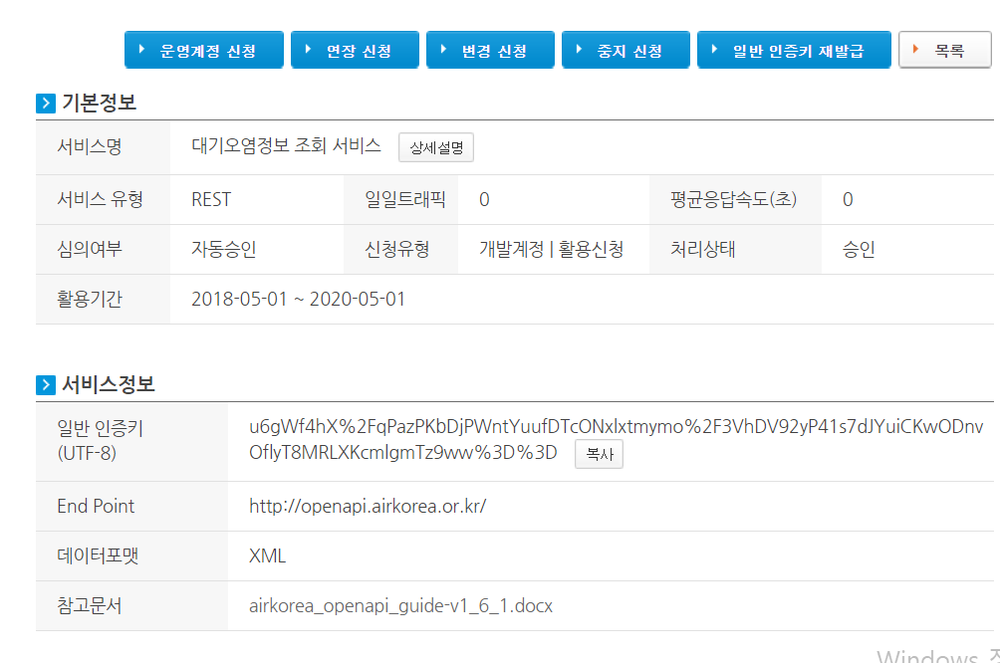 운영계정 신청 연장 신청 변경 신청 중지 신청 일반 인증키 재발급 목록
기본정보
서비스명 대기오염정보 조회 서비스 상세설명
서비스 유형 REST 일일트래픽 0 평균응답속도(초) 0
심의여부 자동승인 신청유형 개발계정 | 활용신청 처리상태 승인
활용기간 2018-05-01 ~ 2020-05-01
서비스정보
일반 인증키
(UTF-8)
u6gWf4hX%2FqPazPKbDjPWntYuufDTcONxlxtmymo%2F3VhDV92yP41s7dJYuiCKwODnv
OflyT8MRLXKcmlgmTz9ww%3D%3D 복사
End Point http://openapi.airkorea.or.kr/
데이터포맷 XML
참고문서 airkorea_openapi_guide-v1_6_1.docx
Windows